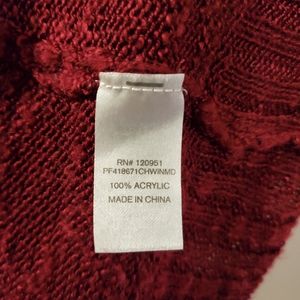 RN# 120951
PF418671CHWINMD
100% ACRYLIC
MADE IN CHINA